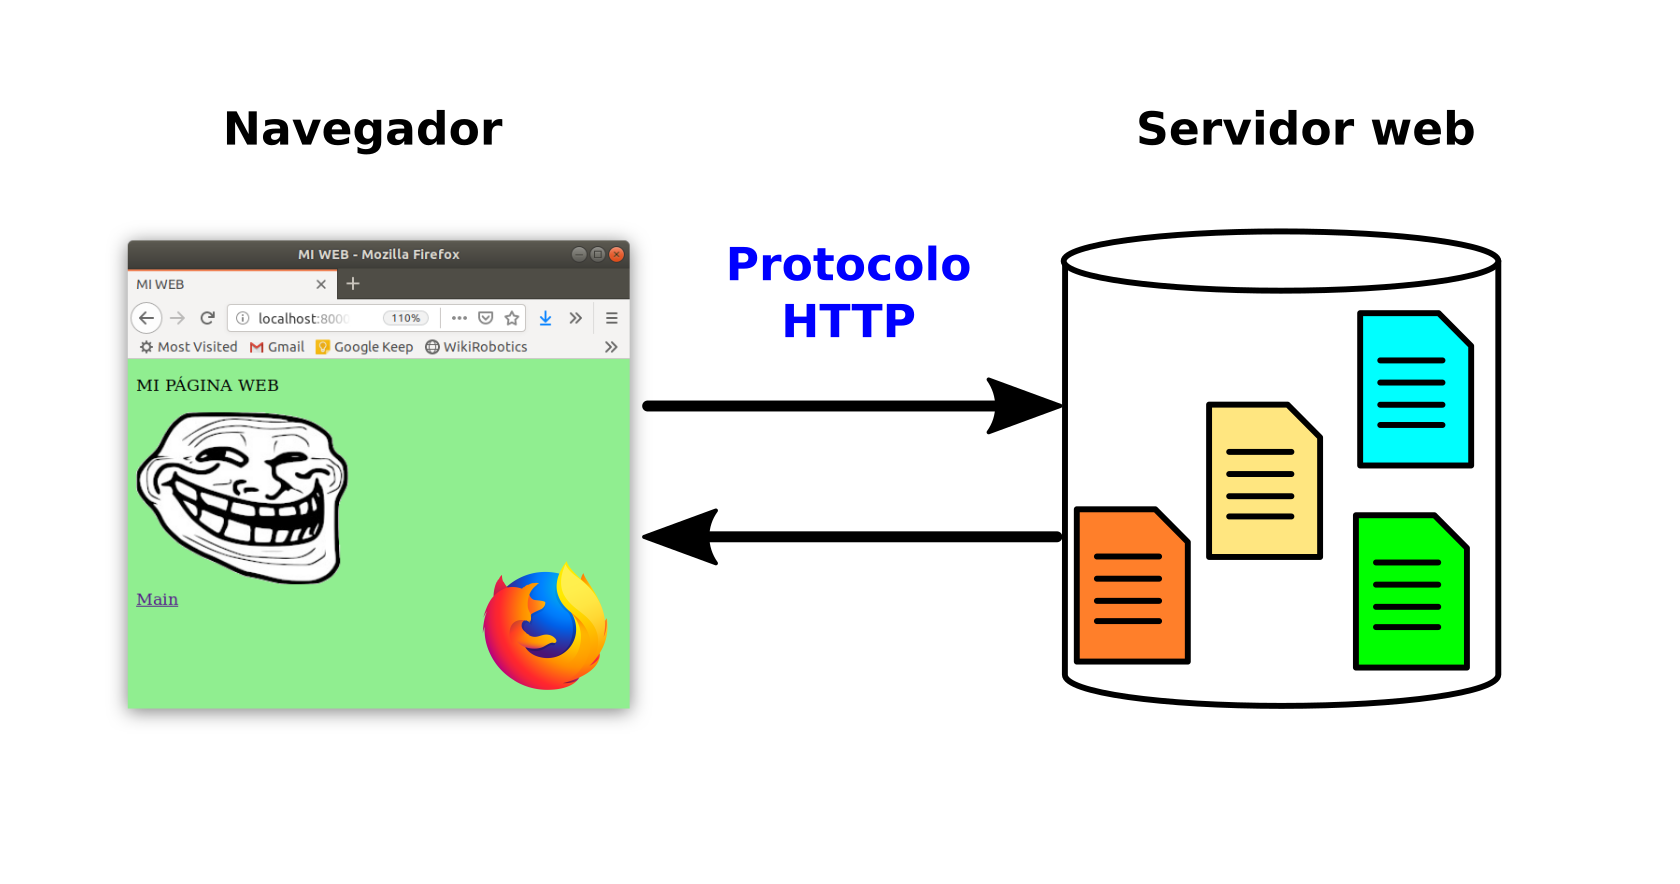 Navegador
Servidor web
MI WEB - Mozilla Firefox
MI WEB
localhost:8000
110%
Most Visited Gmail Google Keep WikiRobotics
MI PÁGINA WEB
Main
Protocolo
HTTP